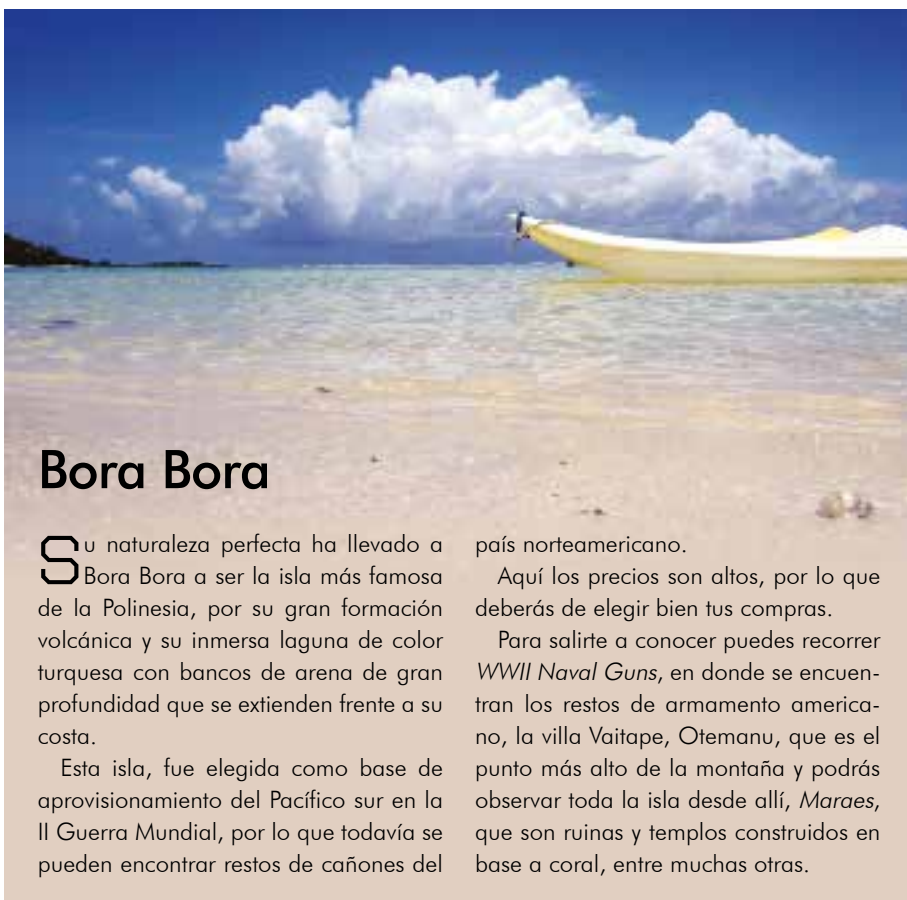 Bora Bora
Su naturaleza perfecta ha llevado a
Bora Bora a ser la isla más famosa
de la Polinesia, por su gran formación
volcánica y su inmersa laguna de color
turquesa con bancos de arena de gran
profundidad que se extienden frente a su
costa.
Esta isla, fue elegida como base de
aprovisionamiento del Pacífico sur en la
II Guerra Mundial, por lo que todavía se
pueden encontrar restos de cañones del
país norteamericano.
Aquí los precios son altos, por lo que
deberás de elegir bien tus compras.
Para salirte a conocer puedes recorrer
WWII Naval Guns, en donde se encuen-
tran los restos de armamento america-
no, la villa Vaitape, Otemanu, que es el
punto más alto de la montaña y podrás
observar toda la isla desde allí, Maraes,
que son ruinas y templos construidos en
base a coral, entre muchas otras.